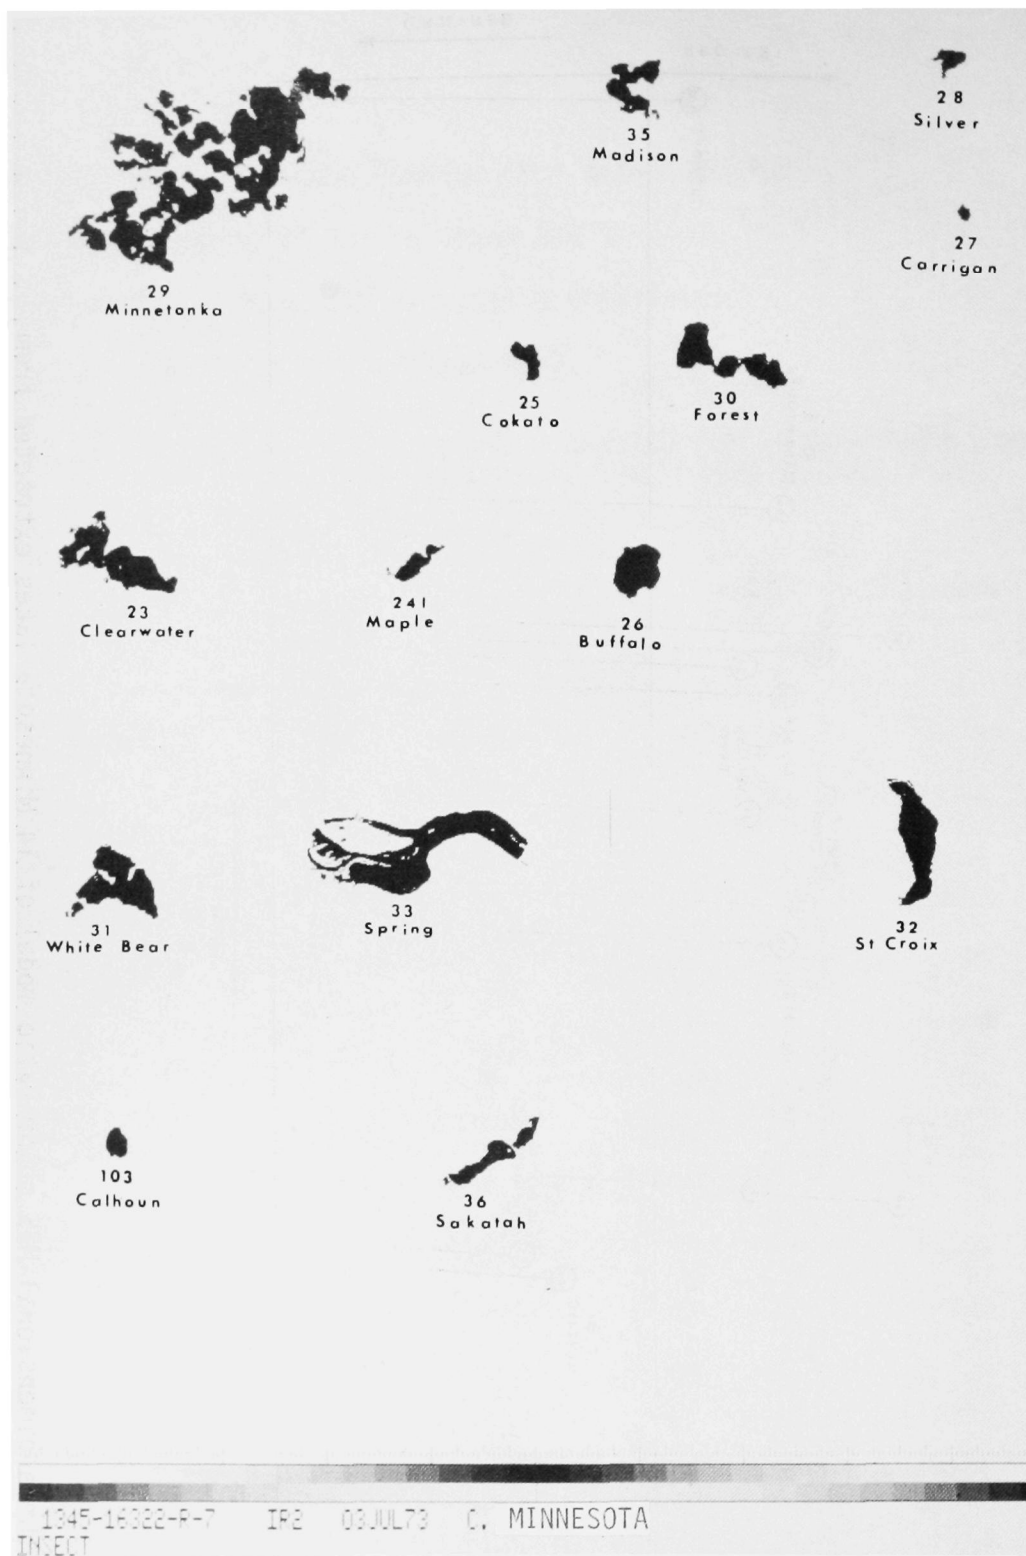 35
Madison
28
Silver
27
Carrigan
29
Minnetonka
25
Cokato
30
Forest
23
Clearwater
241
Maple
26
Buffalo
31
White Bear
33
Spring
32
St Croix
103
Calhoun
36
Sakatah
1345-16322-R-7 IR2 03JUL73 C. MINNESOTA
INSECT